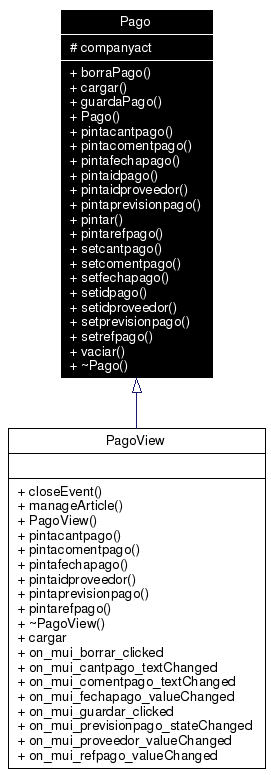 Pago
# companyact
+ borraPago()
+ cargar()
+ guardaPago()
+ Pago()
+ pintacantpago()
+ pintacomentpago()
+ pintafechapago()
+ pintaidpago()
+ pintaidproveedor()
+ pintaprevisionpago()
+ pintar()
+ pintarefpago()
+ setcantpago()
+ setcomentpago()
+ setfechapago()
+ setidpago()
+ setidproveedor()
+ setprevisionpago()
+ setrefpago()
+ vaciar()
+ ~Pago()
PagoView
+ closeEvent()
+ manageArticle()
+ PagoView()
+ pintacantpago()
+ pintacomentpago()
+ pintafechapago()
+ pintaidproveedor()
+ pintaprevisionpago()
+ pintarefpago()
+ ~PagoView()
+ cargar
+ on_mui_borrar_clicked
+ on_mui_cantpago_textChanged
+ on_mui_comentpago_textChanged
+ on_mui_fechapago_valueChanged
+ on_mui_guardar_clicked
+ on_mui_previsionpago_stateChanged
+ on_mui_proveedor_valueChanged
+ on_mui_refpago_valueChanged